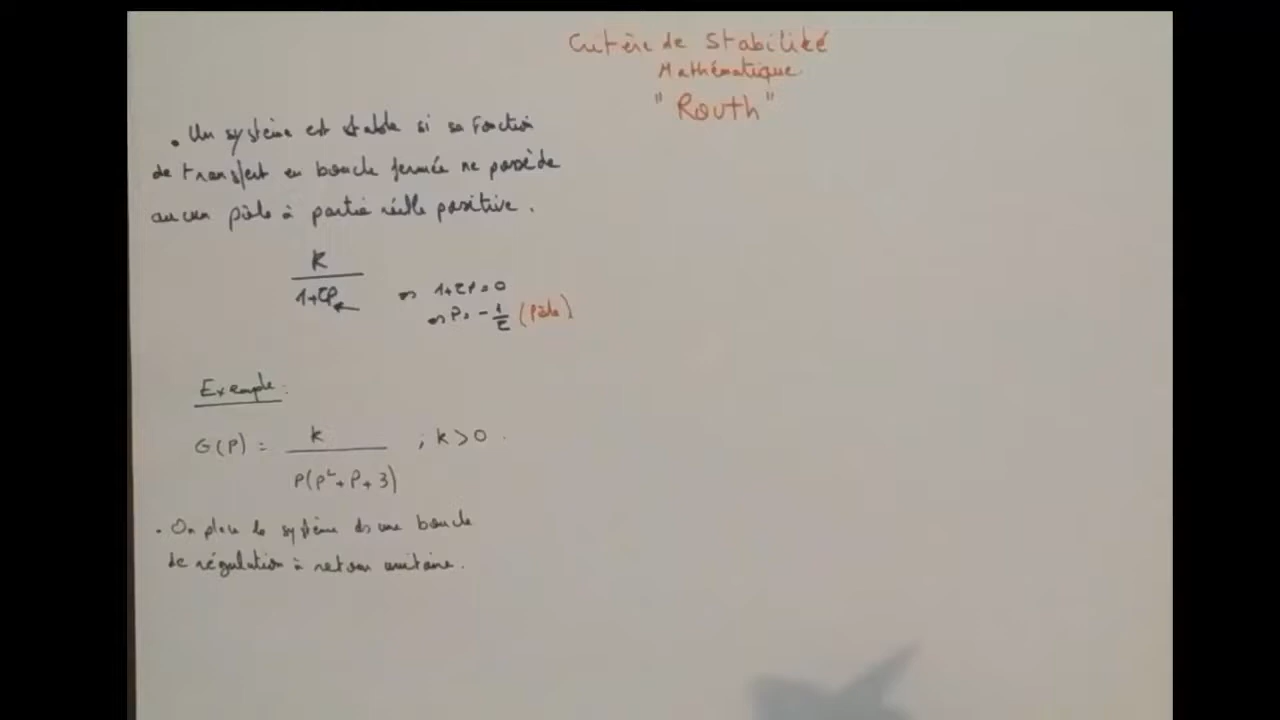 Critère de Stabilité
Mathématique
"Routh"
. Un système est stable si sa Fonction
de transfert en boucle fermée ne possède
aucun pôle à partie réelle positive.
K
1+τp
⇔ 1+τp=0
⇔ P = -1/τ (Pôle)
Exemple:
G(P) = K / P(P²+P+3) ; K>0.
. On place le système ds une boucle
de régulation à retour unitaire.